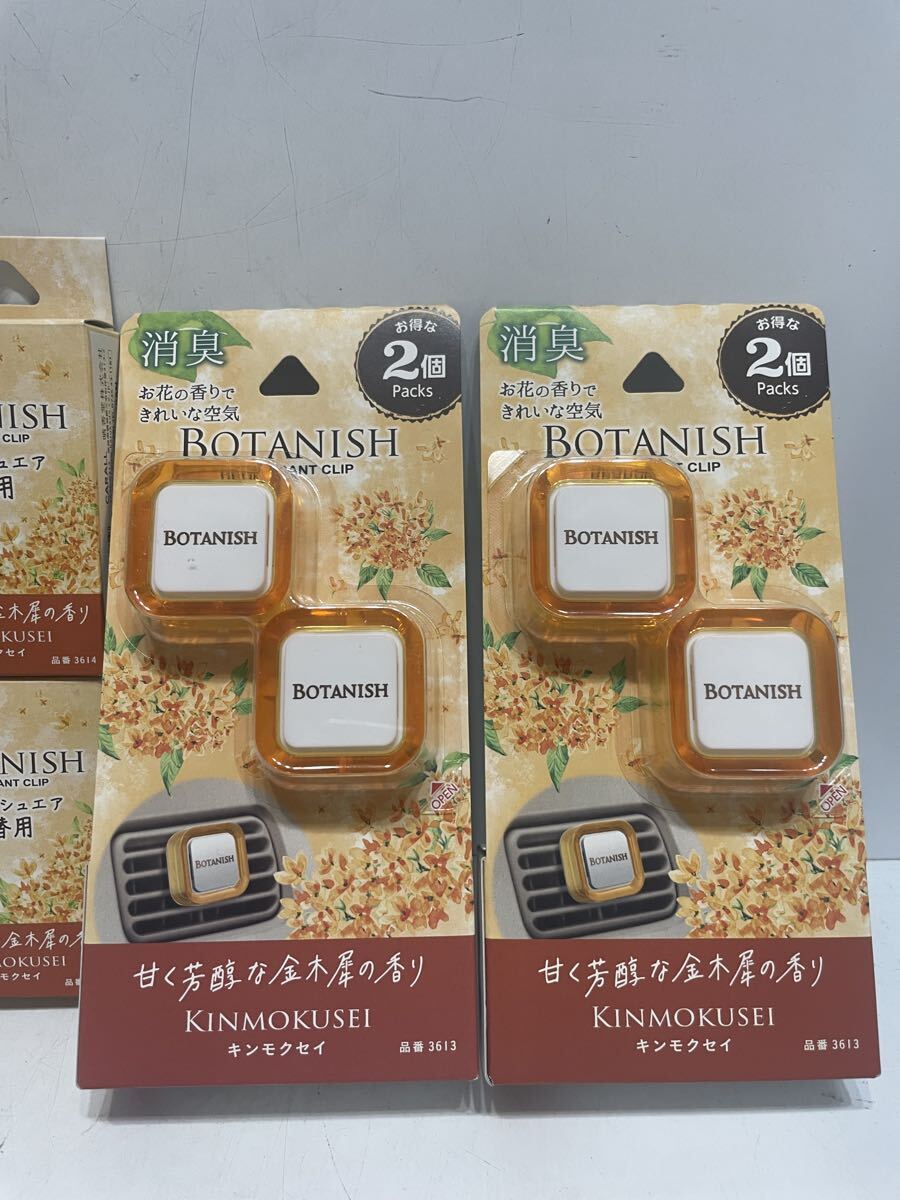 消臭
お得な
2個
Packs
お花の香りで
きれいな空気
BOTANISH
ANT CLIP
BOTANISH
BOTANISH
OPEN
BOTANISH
甘く芳醇な金木犀の香り
KINMOKUSEI
キンモクセイ
品番 3613
消臭
お得な
2個
Packs
お花の香りで
きれいな空気
BOTANISH
CLIP
BOTANISH
BOTANISH
OPEN
BOTANISH
甘く芳醇な金木犀の香り
KINMOKUSEI
キンモクセイ
品番 3613
ANISH
CLIP
シュエア
用
金木犀の香り
KUSEI
クセイ
品番 3614
NISH
ANT CLIP
シュエア
替用
金木犀の
MOKUSEI
ンモクセイ
品番